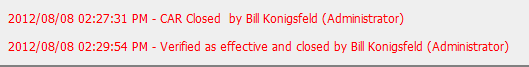 2012/08/08 02:27:31 PM - CAR Closed  by Bill Konigsfeld (Administrator)
2012/08/08 02:29:54 PM - Verified as effective and closed by Bill Konigsfeld (Administrator)